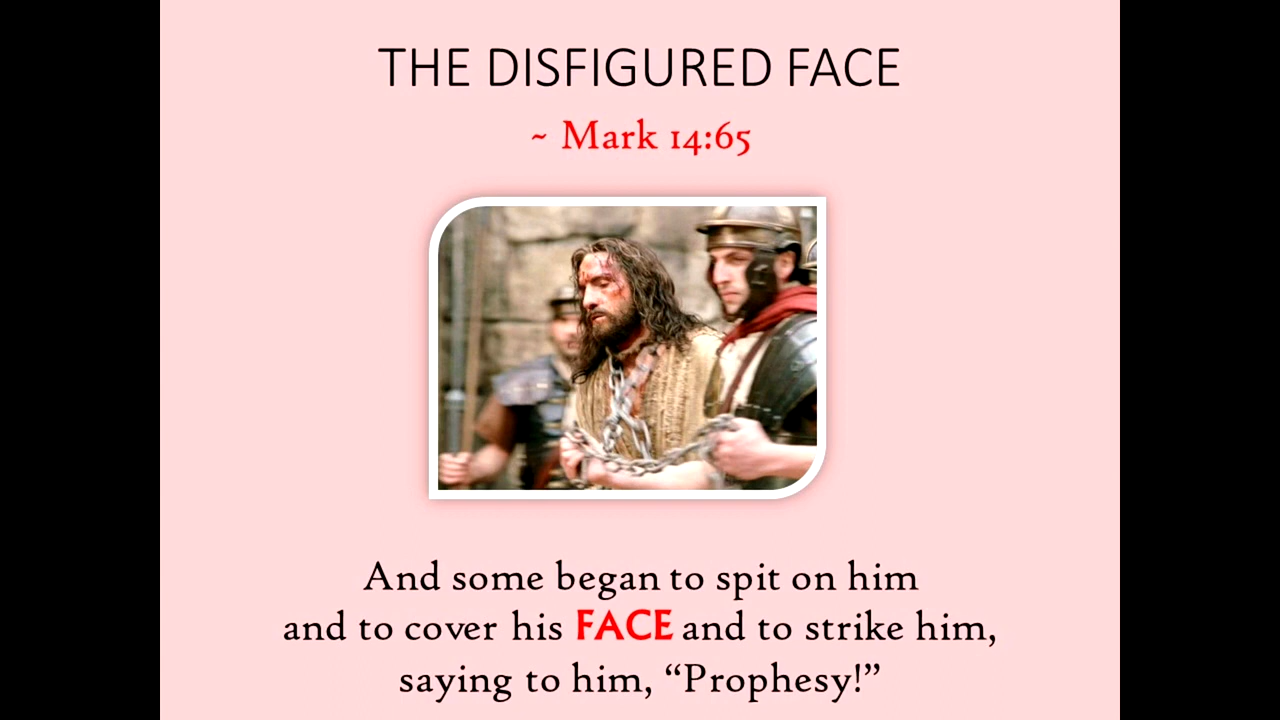 THE DISFIGURED FACE
~ Mark 14:65
And some began to spit on him
and to cover his FACE and to strike him,
saying to him, “Prophesy!”